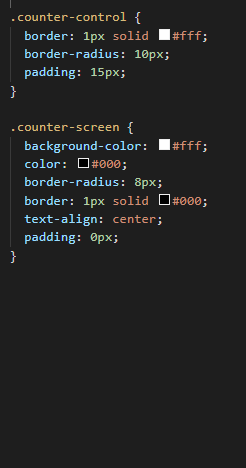 .counter-control {
border: 1px solid #fff;
border-radius: 10px;
padding: 15px;
}
.counter-screen {
background-color: #fff;
color: #000;
border-radius: 8px;
border: 1px solid #000;
text-align: center;
padding: 0px;
}